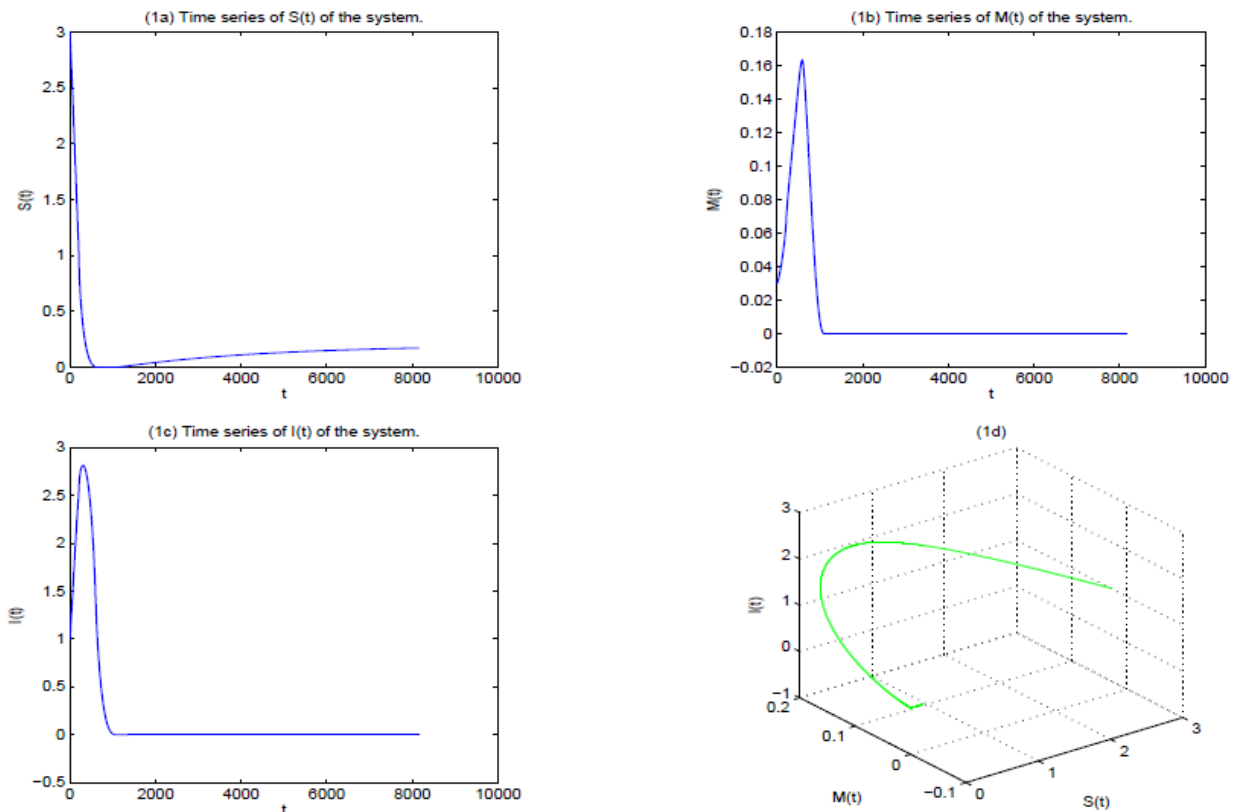 (1a) Time series of S(t) of the system.
3
2.5
2
1.5
1
0.5
0
S(t)
0 2000 4000 6000 8000 10000
t
(1b) Time series of M(t) of the system.
0.18
0.16
0.14
0.12
0.1
0.08
0.06
0.04
0.02
0
−0.02
M(t)
0 2000 4000 6000 8000 10000
t
(1c) Time series of I(t) of the system.
3
2.5
2
1.5
1
0.5
0
−0.5
I(t)
0 2000 4000 6000 8000 10000
t
(1d)
3
2
1
0
−1
I(t)
0.2
0.1
0
−0.1
M(t)
0
1
2
3
S(t)